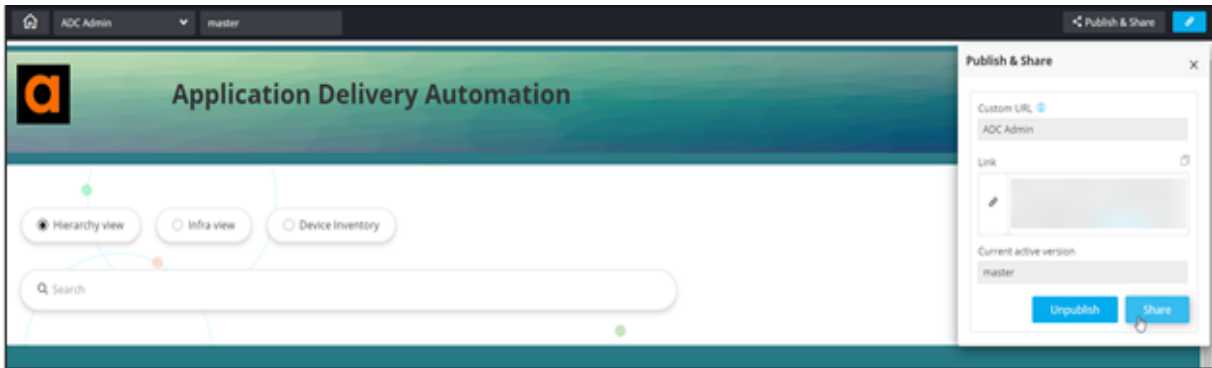 ADC Admin master Publish & Share
Publish & Share
a
Application Delivery Automation
Custom URL
ADC Admin
Link
Hierarchy view Infra view Device Inventory
Current active version
master
Search
Unpublish Share